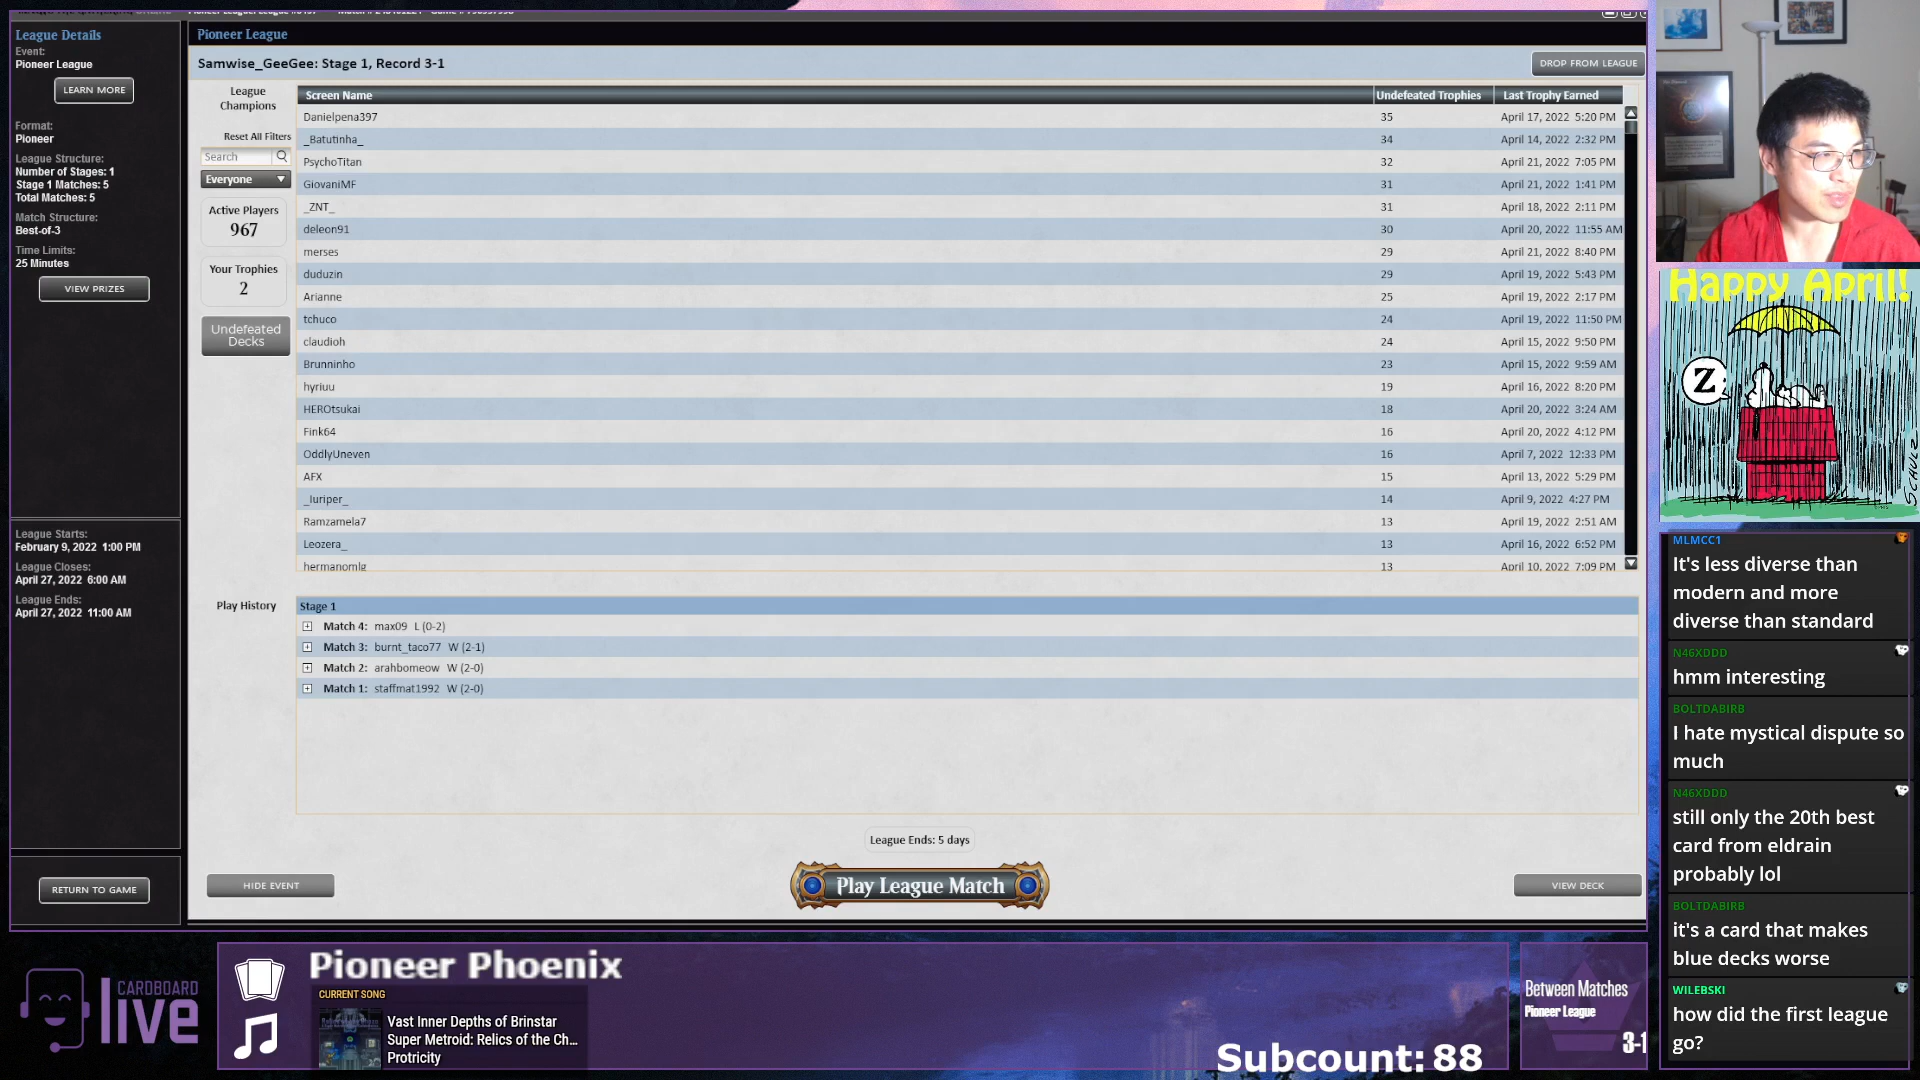 League Details
Event:
Pioneer League
LEARN MORE
Format:
Pioneer
League Structure:
Number of Stages: 1
Stage 1 Matches: 5
Total Matches: 5
Match Structure:
Best-of-3
Time Limits:
25 Minutes
VIEW PRIZES
League Starts:
February 9, 2022 1:00 PM
League Closes:
April 27, 2022 6:00 AM
League Ends:
April 27, 2022 11:00 AM
RETURN TO GAME
Pioneer League
Samwise_GeeGee: Stage 1, Record 3-1
DROP FROM LEAGUE
League
Champions
Reset All Filters
Search
Everyone
Active Players
967
Your Trophies
2
Undefeated
Decks
Screen Name Undefeated Trophies Last Trophy Earned
Danielpena397 35 April 17, 2022 5:20 PM
_Batutinha_ 34 April 14, 2022 2:32 PM
PsychoTitan 32 April 21, 2022 7:05 PM
GiovaniMF 31 April 21, 2022 1:41 PM
_ZNT_ 31 April 18, 2022 2:11 PM
deleon91 30 April 20, 2022 11:55 AM
merses 29 April 21, 2022 8:40 PM
duduzin 29 April 19, 2022 5:43 PM
Arianne 25 April 19, 2022 2:17 PM
tchuco 24 April 19, 2022 11:50 PM
claudioh 24 April 15, 2022 9:50 PM
Brunninho 23 April 15, 2022 9:59 AM
hyriuu 19 April 16, 2022 8:20 PM
HEROtsukai 18 April 20, 2022 3:24 AM
Fink64 16 April 20, 2022 4:12 PM
OddlyUneven 16 April 7, 2022 12:33 PM
AFX 15 April 13, 2022 5:29 PM
_Iuriper_ 14 April 9, 2022 4:27 PM
Ramzamela7 13 April 19, 2022 2:51 AM
Leozera_ 13 April 16, 2022 6:52 PM
hermanomlg 13 April 10, 2022 7:09 PM
Play History
Stage 1
Match 4: max09 L (0-2)
Match 3: burnt_taco77 W (2-1)
Match 2: arahbomeow W (2-0)
Match 1: staffmat1992 W (2-0)
League Ends: 5 days
HIDE EVENT
Play League Match
VIEW DECK
Happy April!
Z
SCHULZ
MLMCC1
It's less diverse than
modern and more
diverse than standard
N46XDDD
hmm interesting
BOLTDABIRB
I hate mystical dispute so
much
N46XDDD
still only the 20th best
card from eldrain
probably lol
BOLTDABIRB
it's a card that makes
blue decks worse
WILEBSKI
how did the first league
go?
CARDBOARD
live
Pioneer Phoenix
CURRENT SONG
Vast Inner Depths of Brinstar
Super Metroid: Relics of the Ch...
Protricity
Subcount: 88
Between Matches
Pioneer League
3-1